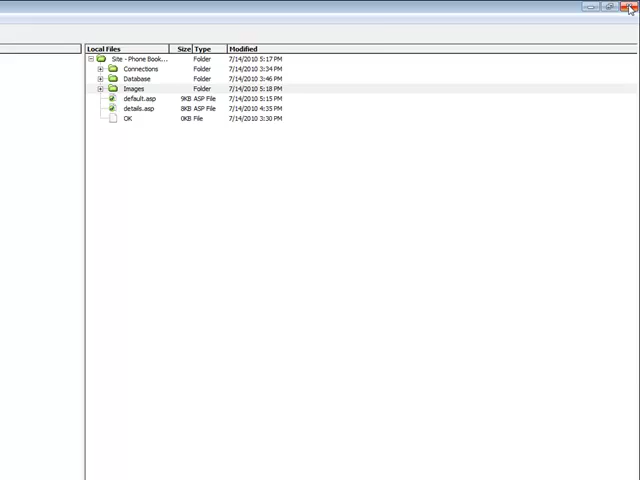 Local Files Size Type Modified
Site - Phone Book... Folder 7/14/2010 5:17 PM
Connections Folder 7/14/2010 3:34 PM
Database Folder 7/14/2010 3:46 PM
Images Folder 7/14/2010 5:18 PM
default.asp 9KB ASP File 7/14/2010 5:15 PM
details.asp 8KB ASP File 7/14/2010 4:35 PM
OK 0KB File 7/14/2010 3:30 PM